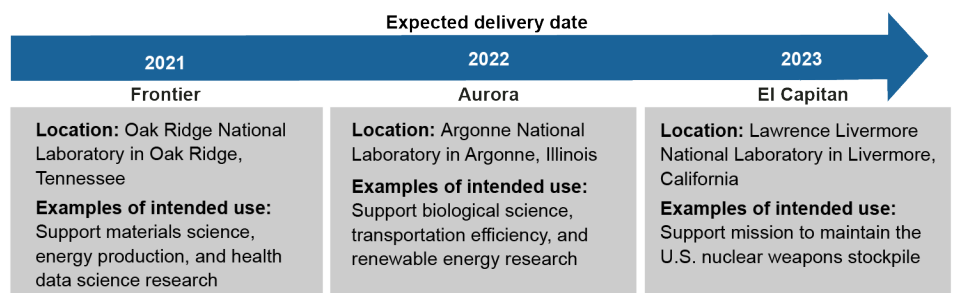 Expected delivery date
2021
2022
2023
Frontier
Aurora
El Capitan
Location: Oak Ridge National
Laboratory in Oak Ridge,
Tennessee
Examples of intended use:
Support materials science,
energy production, and health
data science research
Location: Argonne National
Laboratory in Argonne, Illinois
Examples of intended use:
Support biological science,
transportation efficiency, and
renewable energy research
Location: Lawrence Livermore
National Laboratory in Livermore,
California
Examples of intended use:
Support mission to maintain the
U.S. nuclear weapons stockpile